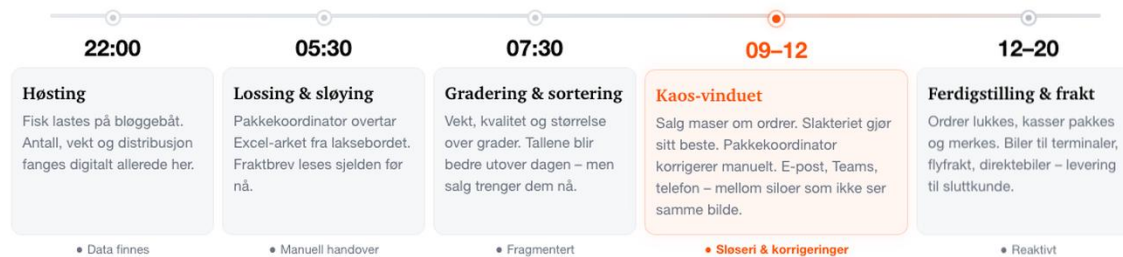 22:00
05:30
07:30
09–12
12–20
Høsting
Fisk lastes på bløggebåt.
Antall, vekt og distribusjon
fanges digitalt allerede her.
Lossing & sløying
Pakkekoordinator overtar
Excel-arket fra laksebordet.
Fraktbrev leses sjelden før
nå.
Gradering & sortering
Vekt, kvalitet og størrelse
over grader. Tallene blir
bedre utover dagen – men
salg trenger dem nå.
Kaos-vinduet
Salg maser om ordrer. Slakteriet gjør
sitt beste. Pakkekoordinator
korrigerer manuelt. E-post, Teams,
telefon – mellom siloer som ikke ser
samme bilde.
Ferdigstilling & frakt
Ordrer lukkes, kasser pakkes
og merkes. Biler til terminaler,
flyfrakt, direktebiler – levering
til sluttkunde.
● Data finnes
● Manuell handover
● Fragmentert
● Sløseri & korrigeringer
● Reaktivt